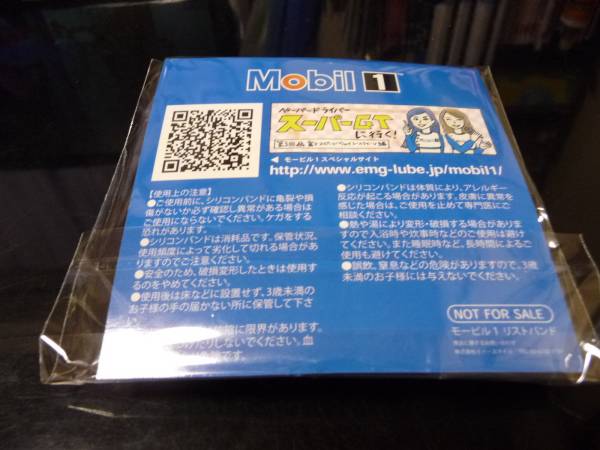 Mobil 1
ペーパードライバー
スーパーGT
に行く!
◀ モービル1スペシャルサイト
http://www.emg-lube.jp/mobil1/
【使用上の注意】
●ご使用前に、シリコンバンドに亀裂や損
傷がないか必ず確認し異常がある場合は
ご使用にならないでください。ケガをする
恐れがあります。
●シリコンバンドは消耗品です。保管状況、
使用頻度によって劣化して切れる場合があ
りますのでご注意ください。
●安全のため、破損変形したときは使用す
るのをやめてください。
●使用後は床などに放置せず、3歳未満の
お子様の手の届かない所に保管して下さ
い。
に限界があります。
しないでください。血
●シリコンバンドは体質により、アレルギー
反応が起こる場合があります。皮膚に異常を
感じた場合は、ご使用を止めて専門医にご
相談ください。
●熱や湯により変形・破損する場合がありま
すので入浴時や炊事時などのご使用は避け
てください。また睡眠時など、長時間によるご
使用も避けてください。
●誤飲、窒息などの危険がありますので、3歳
未満のお子様には与えないでください。
NOT FOR SALE
モービル1 リストバンド